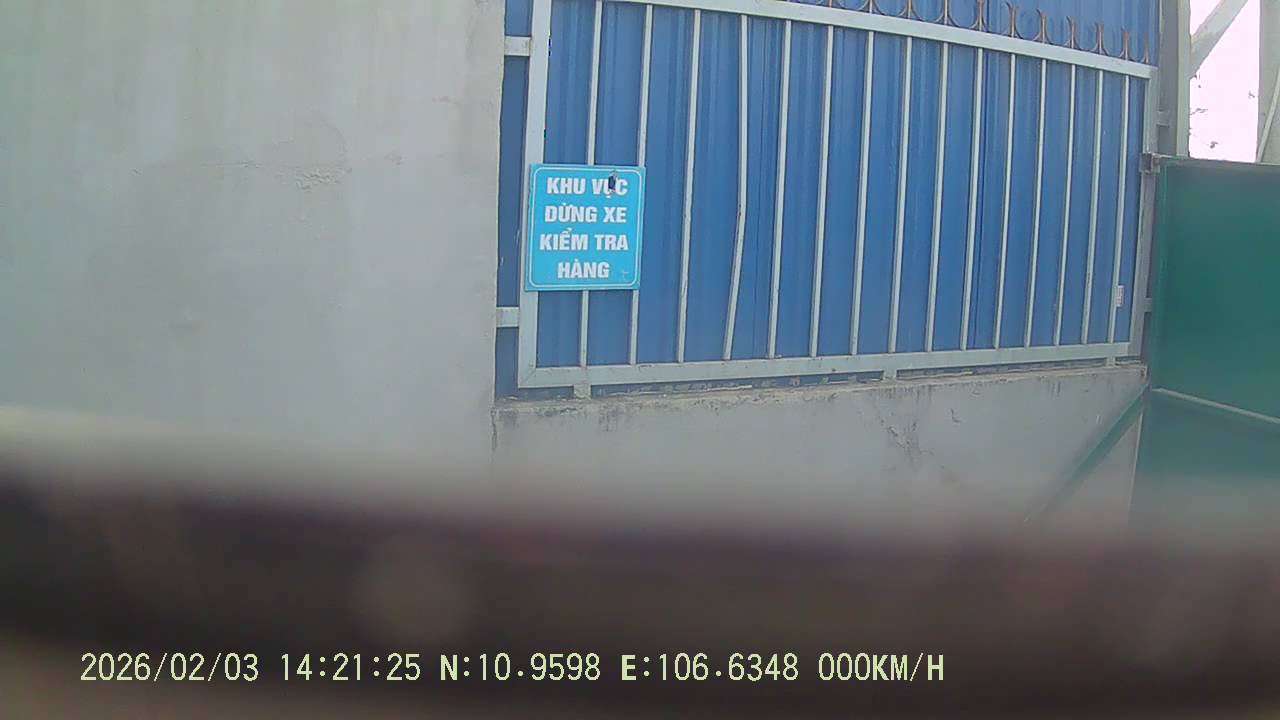 KHU VỰC
DỪNG XE
KIỂM TRA
HÀNG
2026/02/03 14:21:25 N:10.9598 E:106.6348 000KM/H